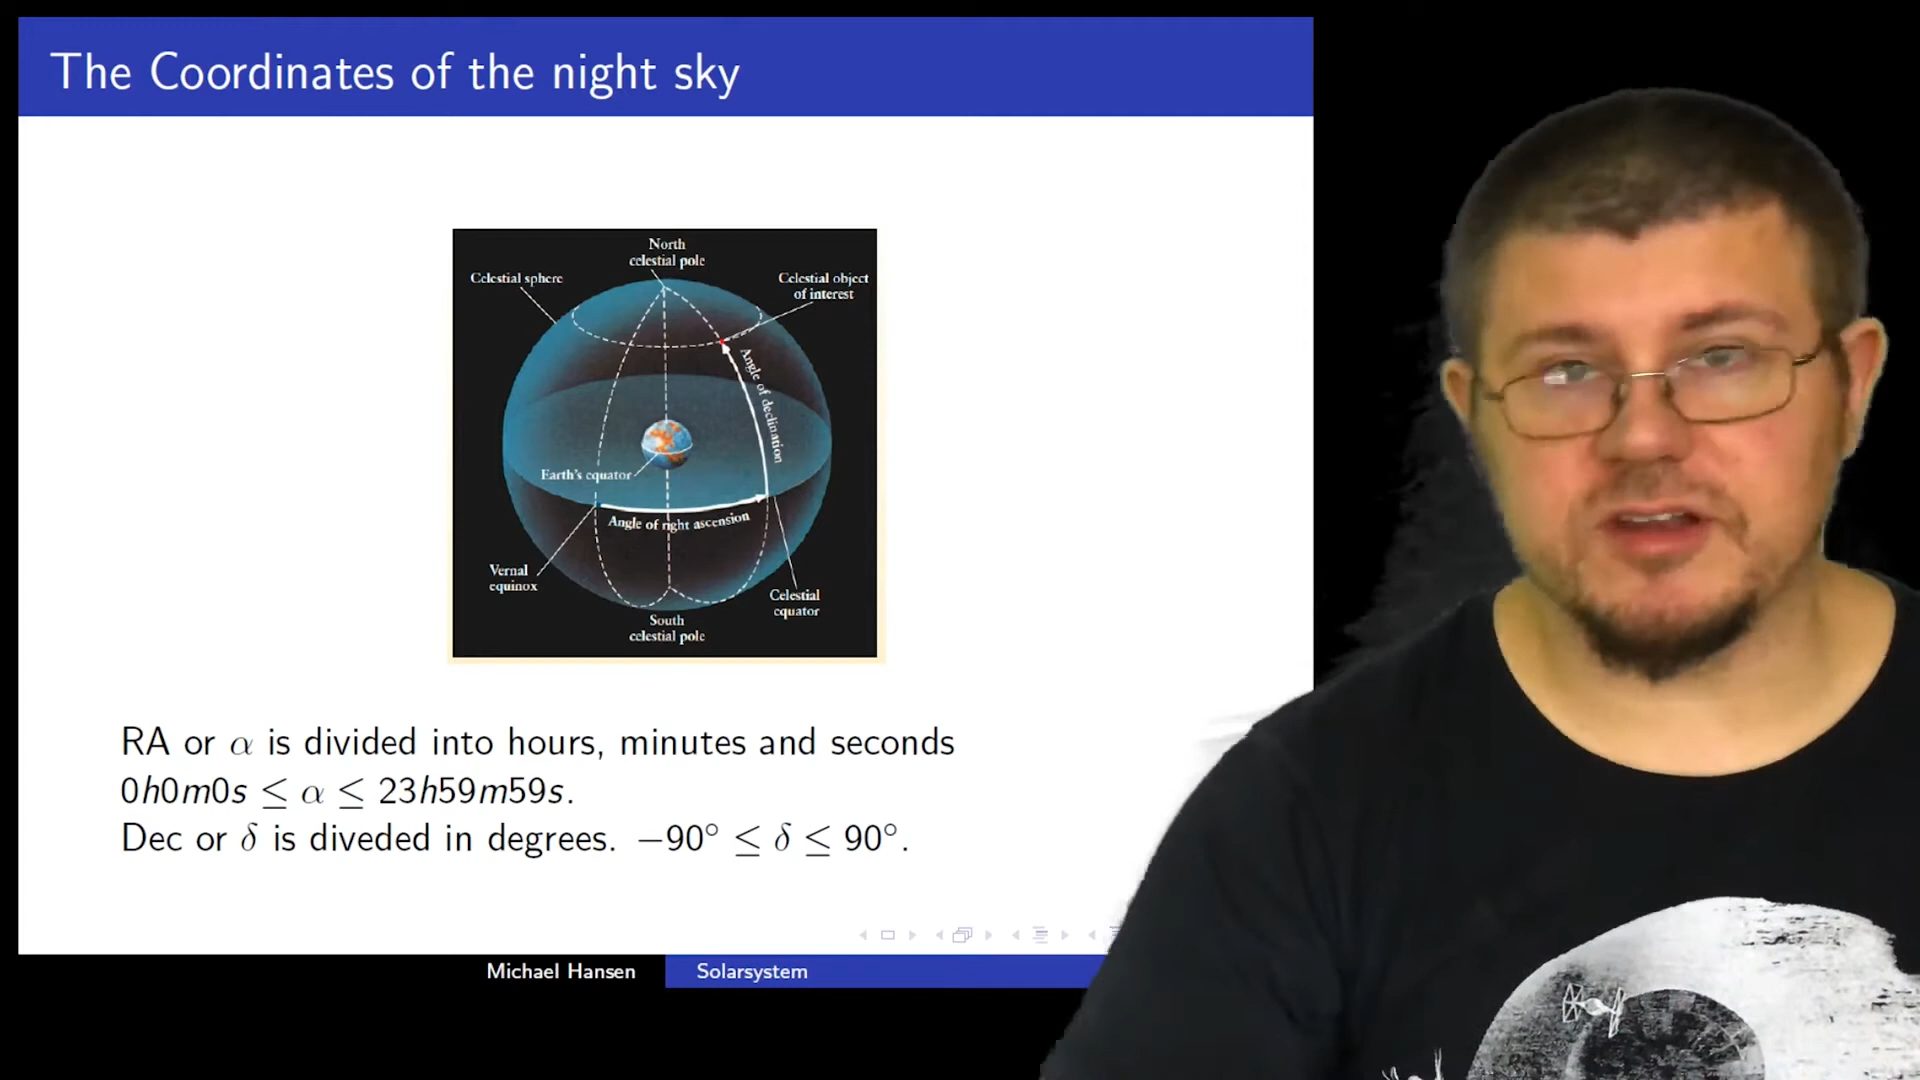 The Coordinates of the night sky
North
celestial pole
Celestial sphere
Celestial object
of interest
Angle of declination
Earth's equator
Angle of right ascension
Vernal
equinox
Celestial
equator
South
celestial pole
RA or α is divided into hours, minutes and seconds
0h0m0s ≤ α ≤ 23h59m59s.
Dec or δ is diveded in degrees. −90° ≤ δ ≤ 90°.
Michael Hansen
Solarsystem